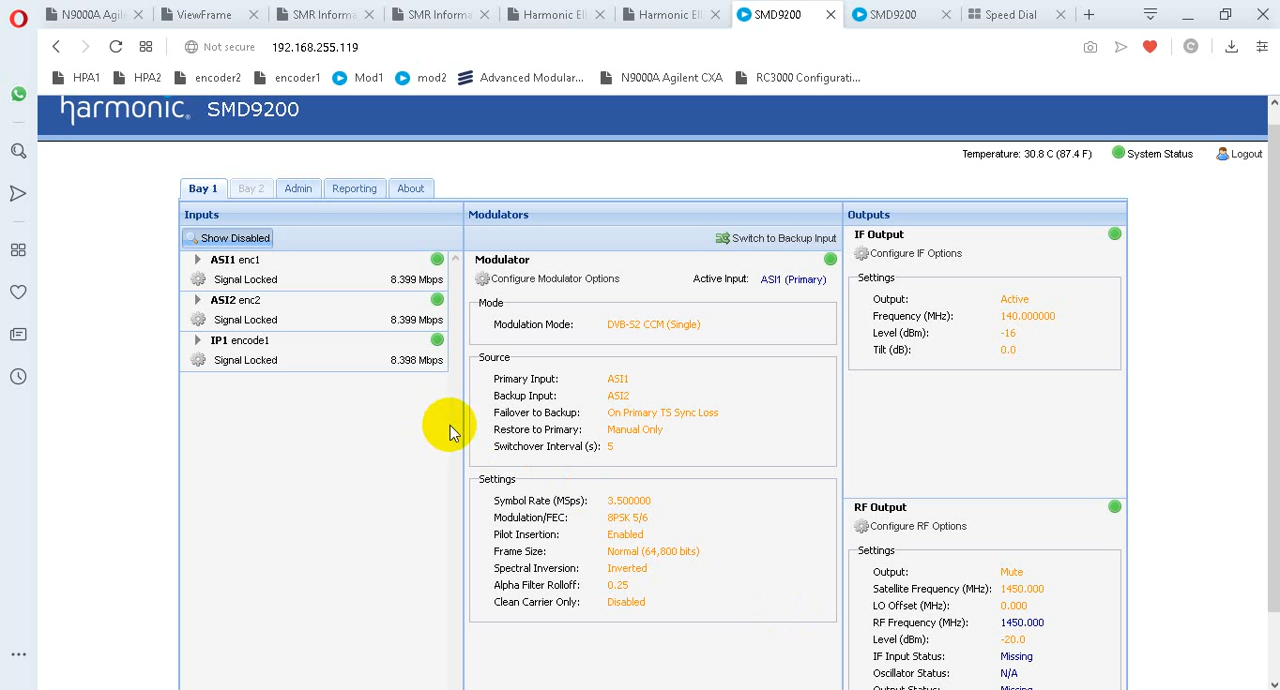 N9000A Agil
ViewFrame
SMR Informa
SMR Informa
Harmonic Ell
Harmonic Ell
SMD9200
SMD9200
Speed Dial
Not secure 192.168.255.119
HPA1
HPA2
encoder2
encoder1
Mod1
mod2
Advanced Modular...
N9000A Agilent CXA
RC3000 Configurati...
harmonic. SMD9200
Temperature: 30.8 C (87.4 F) System Status Logout
Bay 1 Bay 2 Admin Reporting About
Inputs
Show Disabled
ASI1 enc1
Signal Locked 8.399 Mbps
ASI2 enc2
Signal Locked 8.399 Mbps
IP1 encode1
Signal Locked 8.398 Mbps
Modulators
Switch to Backup Input
Modulator
Configure Modulator Options Active Input: ASI1 (Primary)
Mode
Modulation Mode: DVB-S2 CCM (Single)
Source
Primary Input: ASI1
Backup Input: ASI2
Failover to Backup: On Primary TS Sync Loss
Restore to Primary: Manual Only
Switchover Interval (s): 5
Settings
Symbol Rate (MSps): 3.500000
Modulation/FEC: 8PSK 5/6
Pilot Insertion: Enabled
Frame Size: Normal (64,800 bits)
Spectral Inversion: Inverted
Alpha Filter Rolloff: 0.25
Clean Carrier Only: Disabled
Outputs
IF Output
Configure IF Options
Settings
Output: Active
Frequency (MHz): 140.000000
Level (dBm): -16
Tilt (dB): 0.0
RF Output
Configure RF Options
Settings
Output: Mute
Satellite Frequency (MHz): 1450.000
LO Offset (MHz): 0.000
RF Frequency (MHz): 1450.000
Level (dBm): -20.0
IF Input Status: Missing
Oscillator Status: N/A
Output Status: Missing